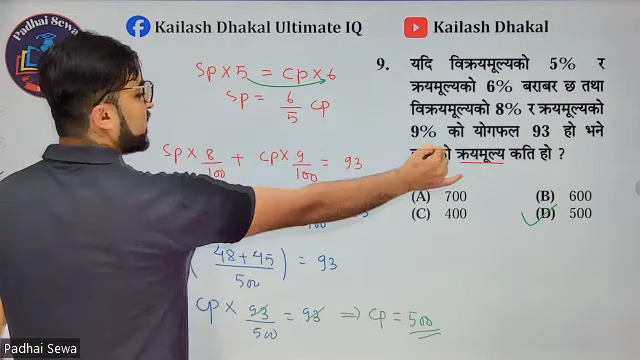 Padhai Sewa
Kailash Dhakal Ultimate IQ
Kailash Dhakal
SP × 5 = CP × 6
SP = 6/5 CP
SP × 8/100 + CP × 9/100 = 93
48 + 45 / 500 ) = 93
CP × 93/500 = 93 ⇒ CP = 500
9. यदि विक्रयमूल्यको 5% र
क्रयमूल्यको 6% बराबर छ तथा
विक्रयमूल्यको 8% र क्रयमूल्यको
9% को योगफल 93 हो भने
क्रयमूल्य कति हो ?
(A) 700 (B) 600
(C) 400 (D) 500
Padhai Sewa